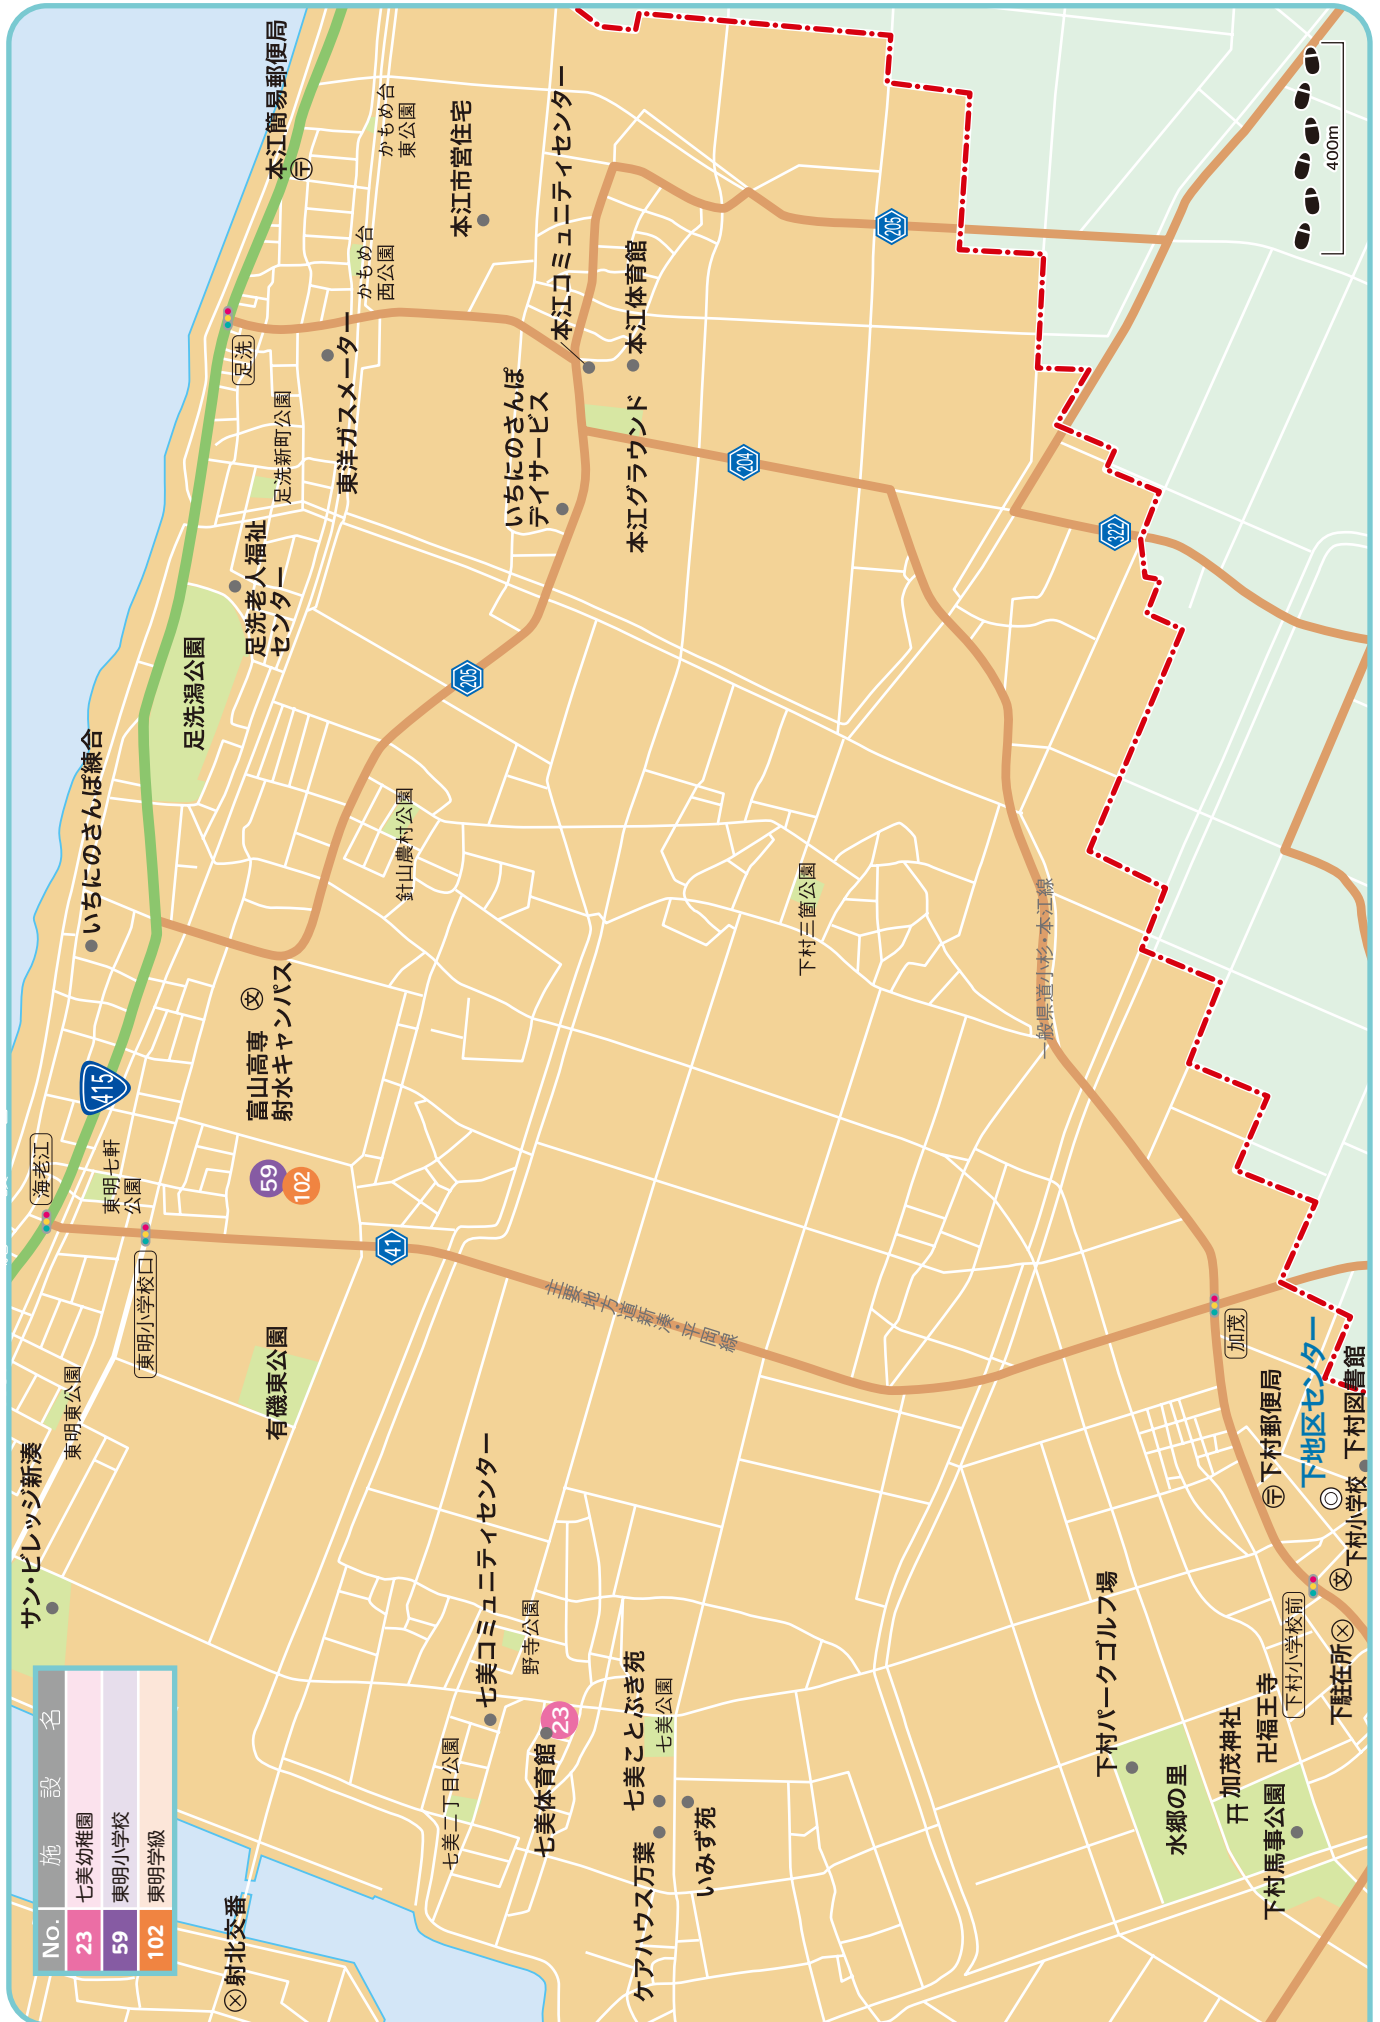 No. 施設名
23 七美幼稚園
59 東明小学校
102 東明学級
サン・ビレッジ新湊
東明東公園
東明小学校口
海老江
東明七軒
公園
415
いちにのさんぽ練合
足洗潟公園
足洗老人福祉
センター
足洗新町公園
足洗
本江簡易郵便局
かもめ台
東公園
かもめ台
西公園
東洋ガスメーター
本江市営住宅
射北交番
有磯東公園
59
102
富山高専
射水キャンパス
41
針山農村公園
205
いちにのさんぽ
デイサービス
本江コミュニティセンター
本江体育館
本江グラウンド
七美二丁目公園
七美コミュニティセンター
野寺公園
七美体育館
23
主要地方道新湊・平岡線
ケアハウス万葉
七美ことぶき苑
七美公園
いみず苑
204
205
下村三箇公園
一般県道小杉・本江線
322
下村パークゴルフ場
水郷の里
加茂神社
卍福王寺
下村馬事公園
加茂
下村郵便局
下地区センター
下村図書館
下村小学校
下村小学校前
下駐在所
400m